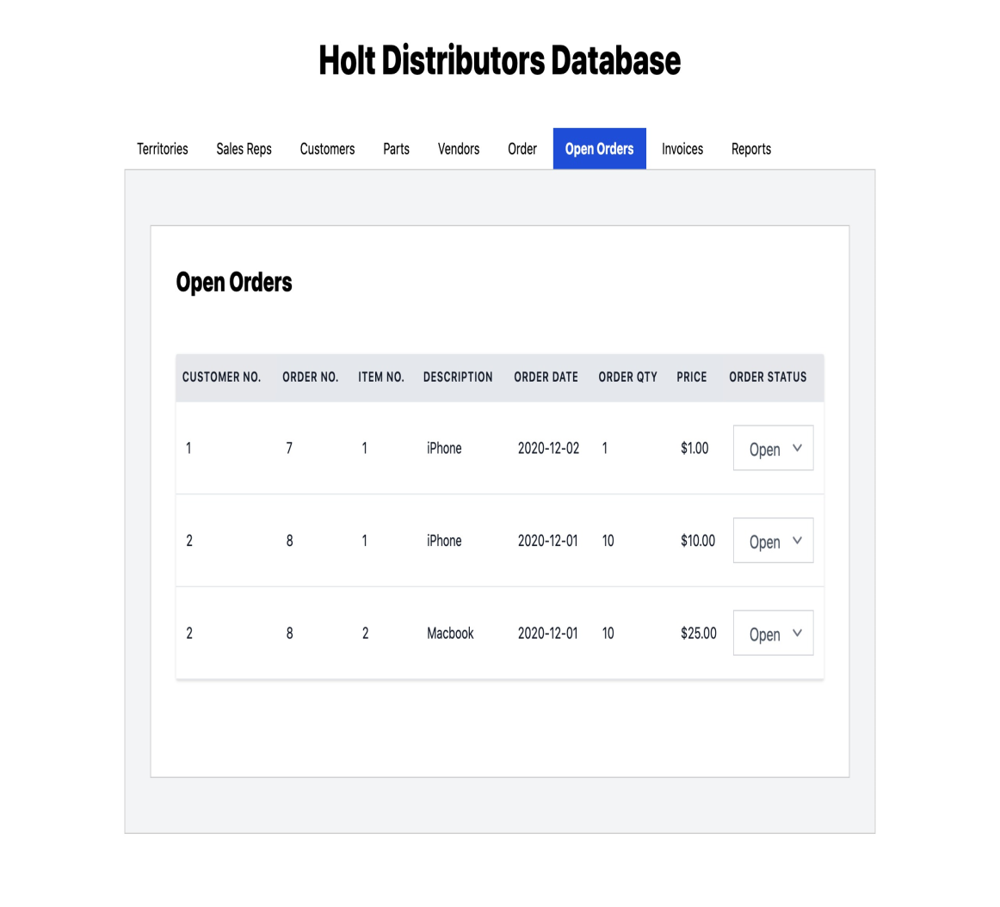 Holt Distributors Database
Territories Sales Reps Customers Parts Vendors Order Open Orders Invoices Reports
Open Orders
CUSTOMER NO. ORDER NO. ITEM NO. DESCRIPTION ORDER DATE ORDER QTY PRICE ORDER STATUS
1 7 1 iPhone 2020-12-02 1 $1.00 Open
2 8 1 iPhone 2020-12-01 10 $10.00 Open
2 8 2 Macbook 2020-12-01 10 $25.00 Open